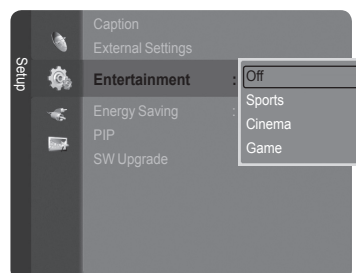 Setup
Caption
External Settings
Entertainment : Off
Sports
Energy Saving :
Cinema
PIP
Game
SW Upgrade